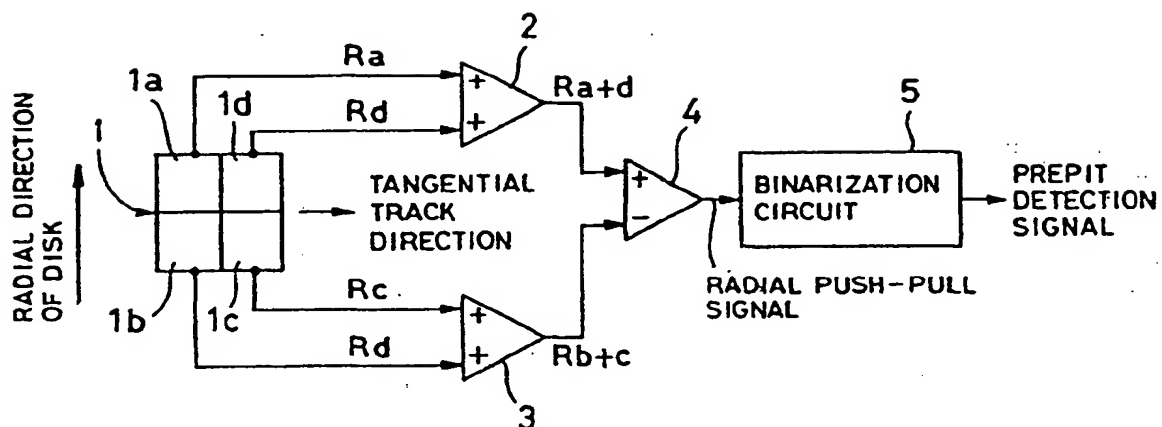 2
Ra
Ra+d
1a
1d
Rd
4
5
1
RADIAL DIRECTION
OF DISK
TANGENTIAL
TRACK
DIRECTION
BINARIZATION
CIRCUIT
PREPIT
DETECTION
SIGNAL
+
+
+
−
RADIAL PUSH-PULL
SIGNAL
1b
1c
Rc
Rd
+
+
Rb+c
3